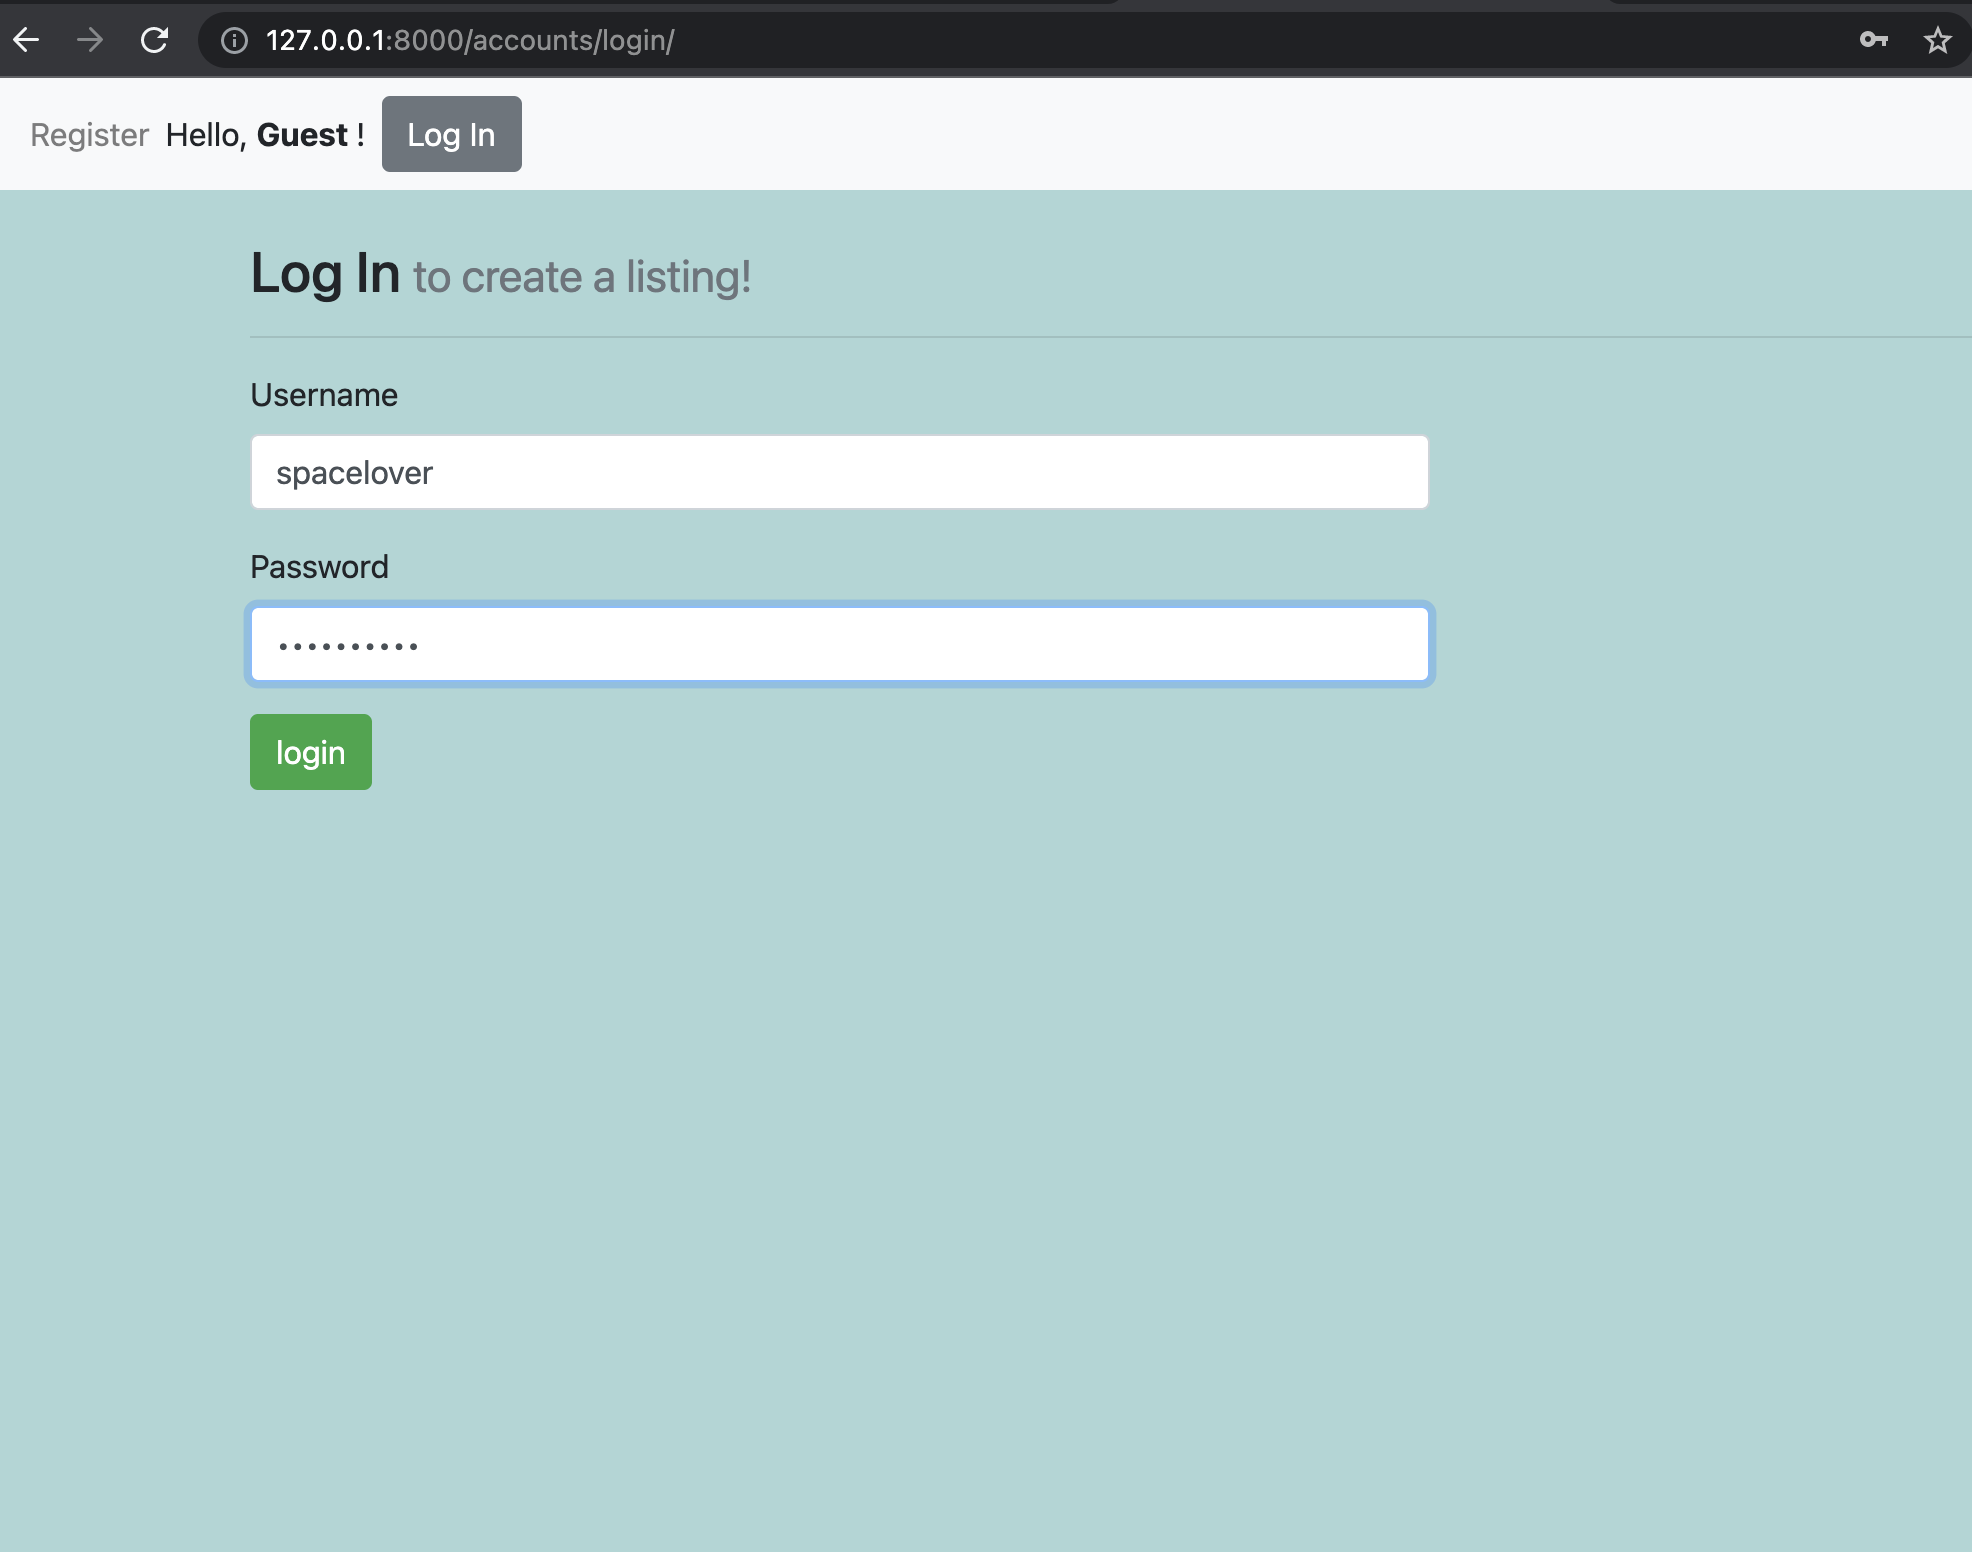 127.0.0.1:8000/accounts/login/
Register Hello, Guest ! Log In
Log In to create a listing!
Username
spacelover
Password
••••••••••
login